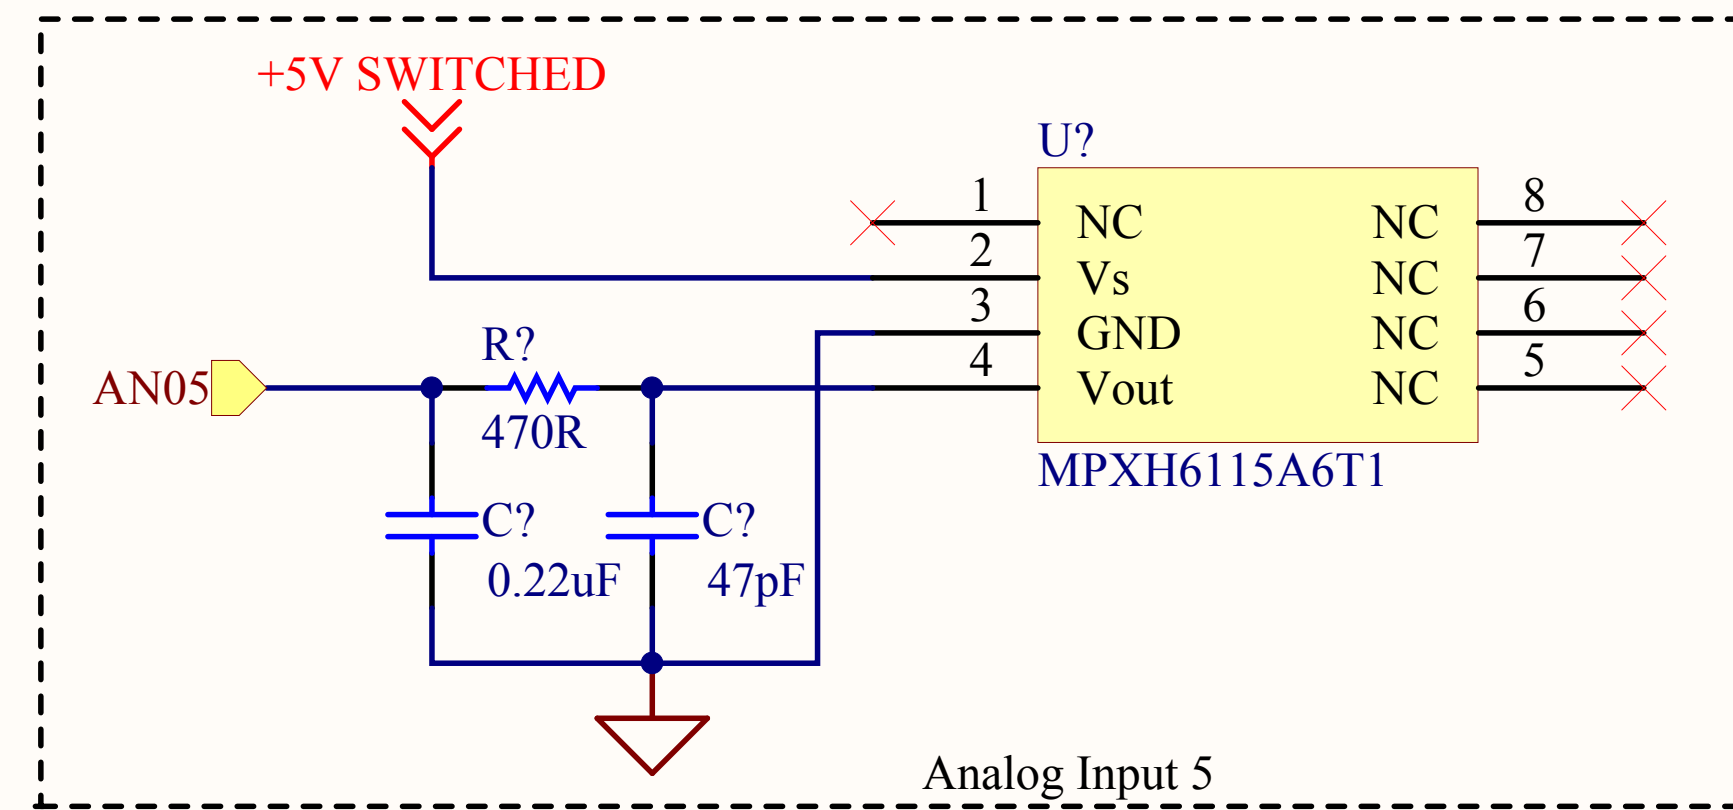 +5V SWITCHED
U?
1 NC NC 8
2 Vs NC 7
3 GND NC 6
4 Vout NC 5
MPXH6115A6T1
AN05
R?
470R
C?
0.22uF
C?
47pF
Analog Input 5